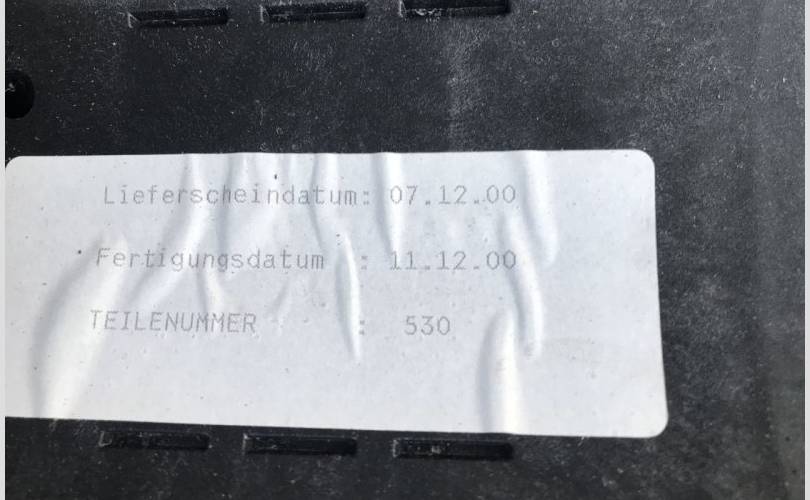 Lieferscheindatum: 07.12.00
Fertigungsdatum : 11.12.00
TEILENUMMER : 530